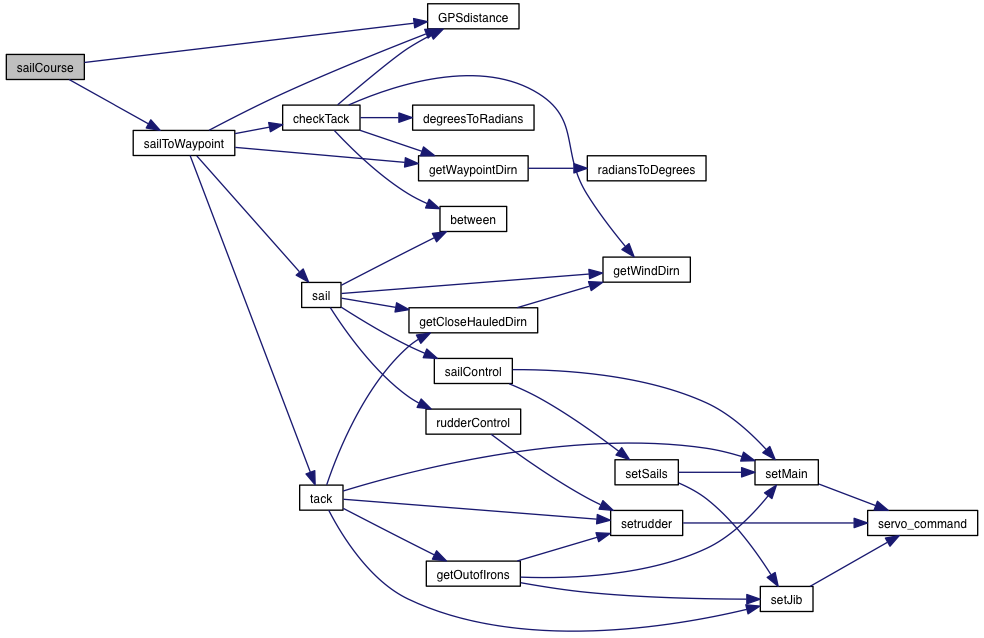 GPSdistance
sailCourse
checkTack
degreesToRadians
sailToWaypoint
getWaypointDirn
radiansToDegrees
between
getWindDirn
sail
getCloseHauledDirn
sailControl
rudderControl
setSails
setMain
tack
setrudder
servo_command
getOutofIrons
setJib